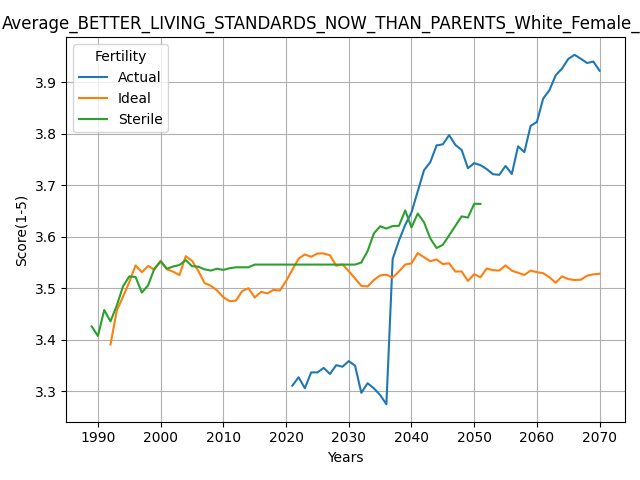 Average_BETTER_LIVING_STANDARDS_NOW_THAN_PARENTS_White_Female_
Fertility
Actual
Ideal
Sterile
Score(1-5)
3.9
3.8
3.7
3.6
3.5
3.4
3.3
1990 2000 2010 2020 2030 2040 2050 2060 2070
Years